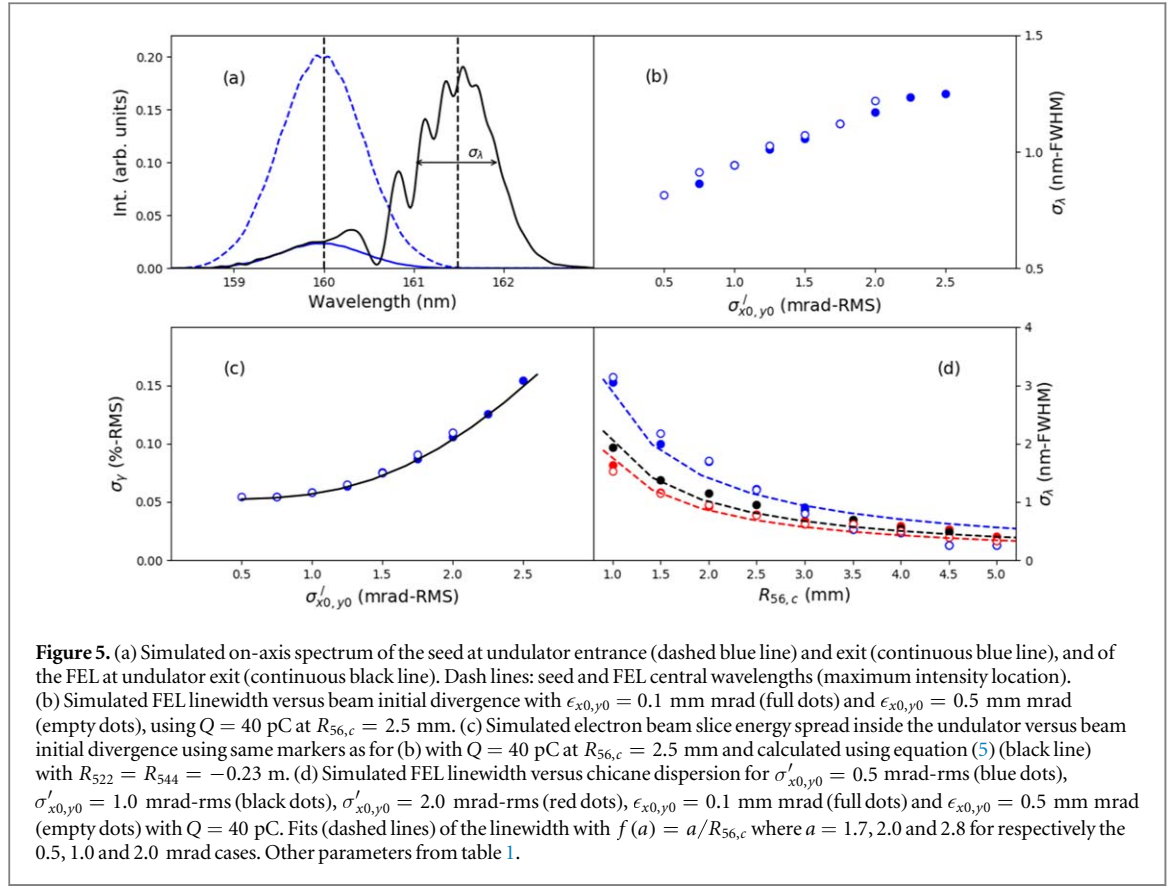 (a)
Int. (arb. units)
0.20
0.15
0.10
0.05
0.00
σλ
159
160
161
162
Wavelength (nm)
(b)
1.5
1.0
0.5
σλ (nm-FWHM)
0.5
1.0
1.5
2.0
2.5
σ′x0,y0 (mrad-RMS)
(c)
σγ (%-RMS)
0.15
0.10
0.05
0.00
0.5
1.0
1.5
2.0
2.5
σ′x0,y0 (mrad-RMS)
(d)
4
3
2
1
0
σλ (nm-FWHM)
1.0
1.5
2.0
2.5
3.0
3.5
4.0
4.5
5.0
R56,c (mm)
Figure 5. (a) Simulated on-axis spectrum of the seed at undulator entrance (dashed blue line) and exit (continuous blue line), and of
the FEL at undulator exit (continuous black line). Dash lines: seed and FEL central wavelengths (maximum intensity location).
(b) Simulated FEL linewidth versus beam initial divergence with ϵx0,y0 = 0.1 mm mrad (full dots) and ϵx0,y0 = 0.5 mm mrad
(empty dots), using Q = 40 pC at R56,c = 2.5 mm. (c) Simulated electron beam slice energy spread inside the undulator versus beam
initial divergence using same markers as for (b) with Q = 40 pC at R56,c = 2.5 mm and calculated using equation (5) (black line)
with R522 = R544 = −0.23 m. (d) Simulated FEL linewidth versus chicane dispersion for σ′x0,y0 = 0.5 mrad-rms (blue dots),
σ′x0,y0 = 1.0 mrad-rms (black dots), σ′x0,y0 = 2.0 mrad-rms (red dots), ϵx0,y0 = 0.1 mm mrad (full dots) and ϵx0,y0 = 0.5 mm mrad
(empty dots) with Q = 40 pC. Fits (dashed lines) of the linewidth with f (a) = a/R56,c where a = 1.7, 2.0 and 2.8 for respectively the
0.5, 1.0 and 2.0 mrad cases. Other parameters from table 1.